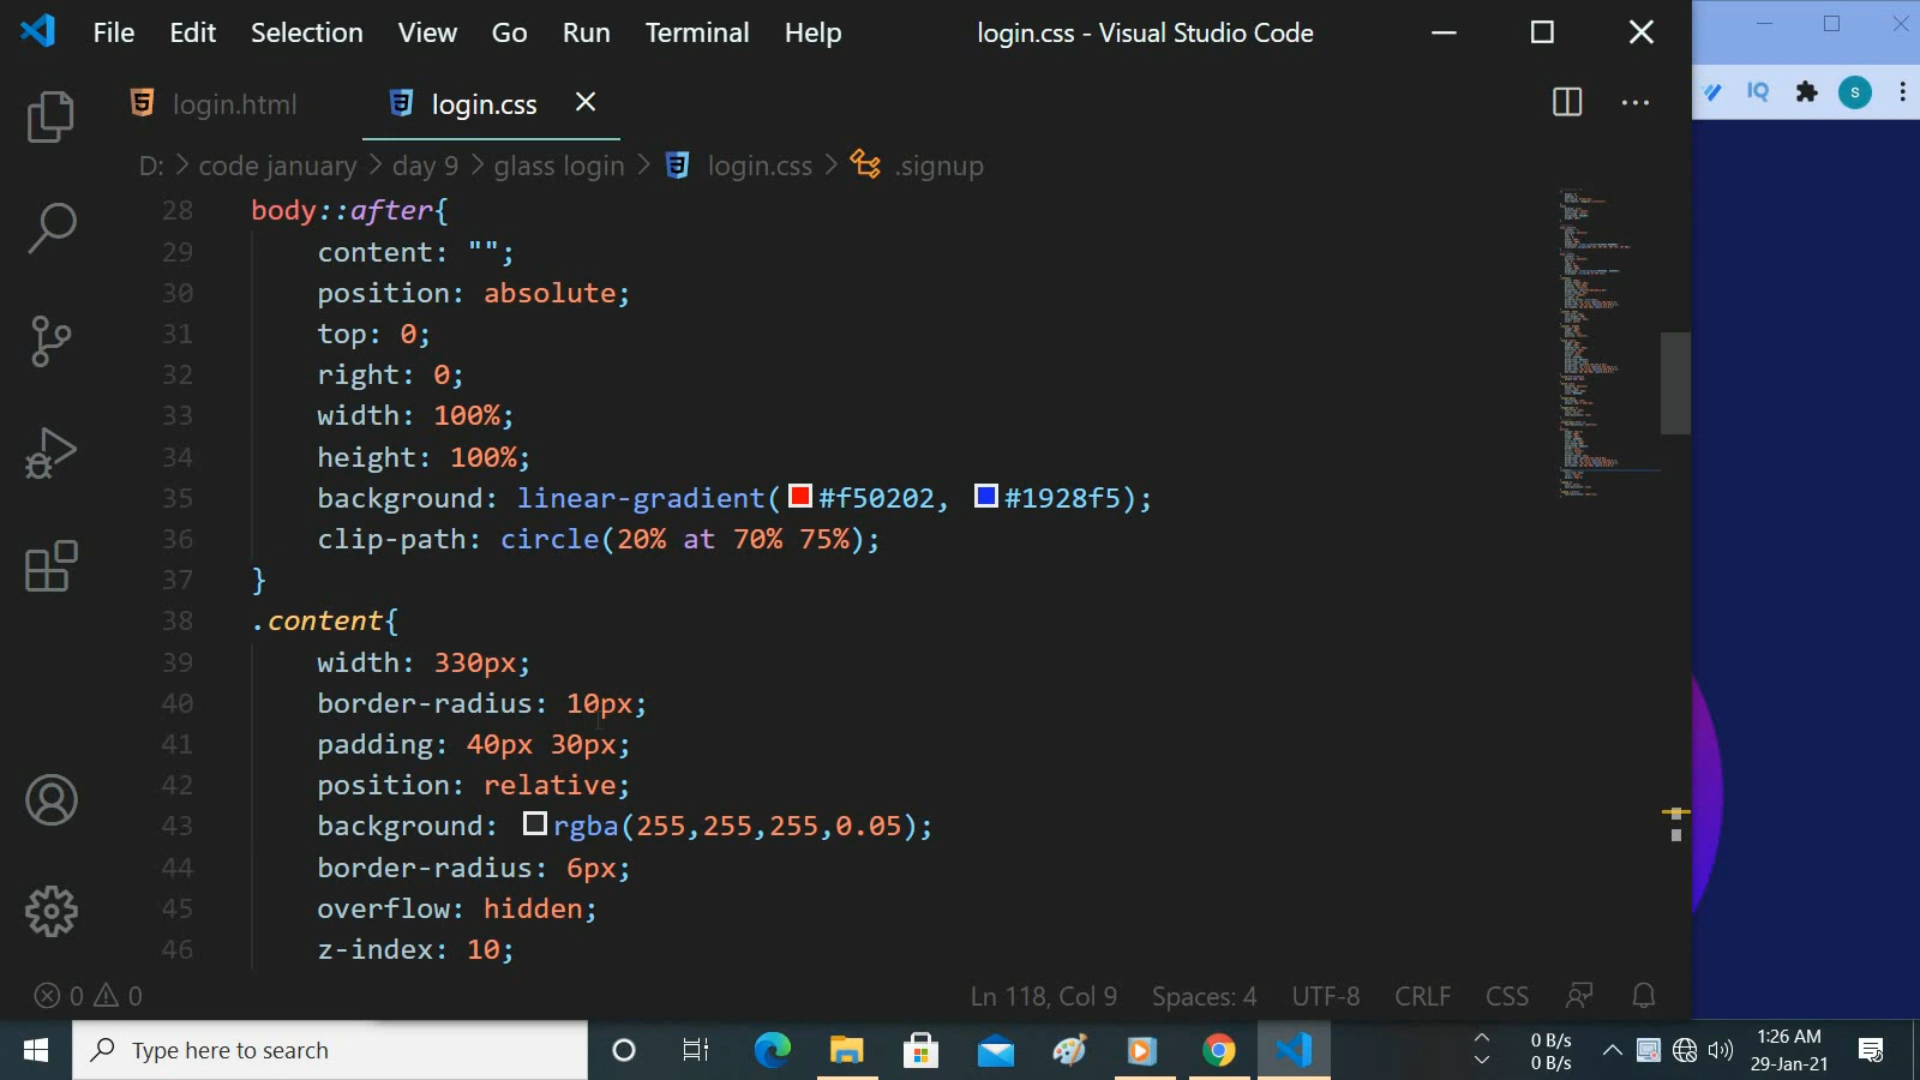 File Edit Selection View Go Run Terminal Help login.css - Visual Studio Code
login.html login.css
IQ S
D: > code january > day 9 > glass login > login.css > .signup
28 body::after{
29 content: "";
30 position: absolute;
31 top: 0;
32 right: 0;
33 width: 100%;
34 height: 100%;
35 background: linear-gradient(#f50202, #1928f5);
36 clip-path: circle(20% at 70% 75%);
37 }
38 .content{
39 width: 330px;
40 border-radius: 10px;
41 padding: 40px 30px;
42 position: relative;
43 background: rgba(255,255,255,0.05);
44 border-radius: 6px;
45 overflow: hidden;
46 z-index: 10;
0 0 Ln 118, Col 9 Spaces: 4 UTF-8 CRLF CSS
Type here to search
0 B/s
0 B/s
1:26 AM
29-Jan-21